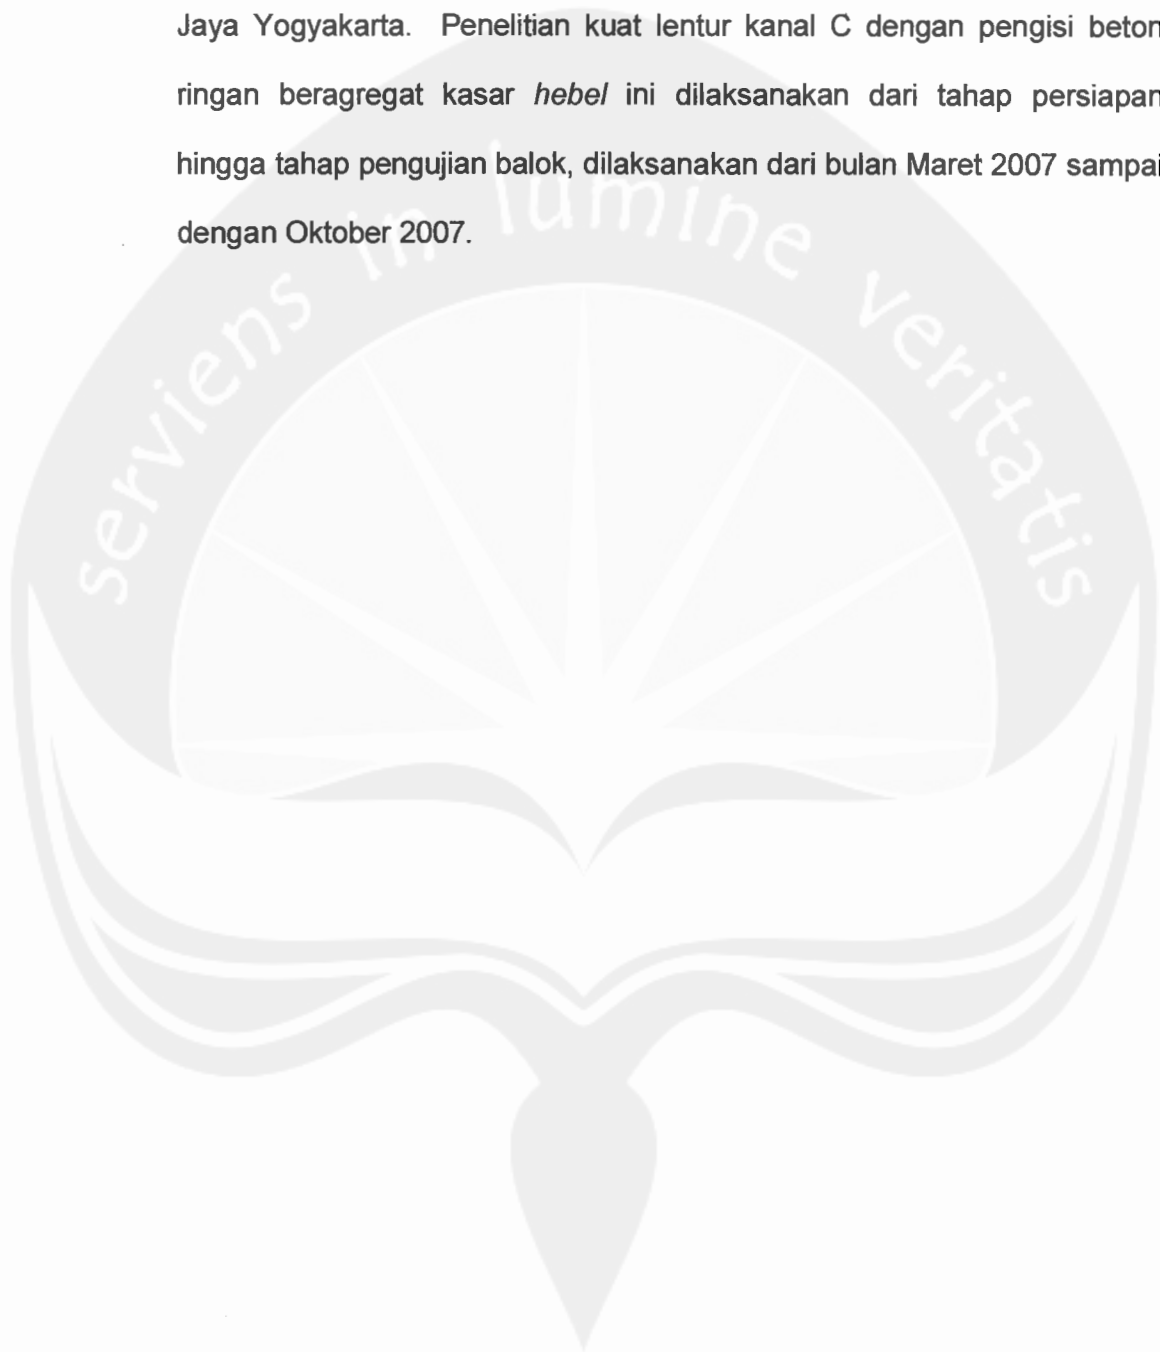 Jaya Yogyakarta. Penelitian kuat lentur kanal C dengan pengisi beton
ringan beragregat kasar hebel ini dilaksanakan dari tahap persiapan
hingga tahap pengujian balok, dilaksanakan dari bulan Maret 2007 sampai
dengan Oktober 2007.
serviens in lumine veritatis